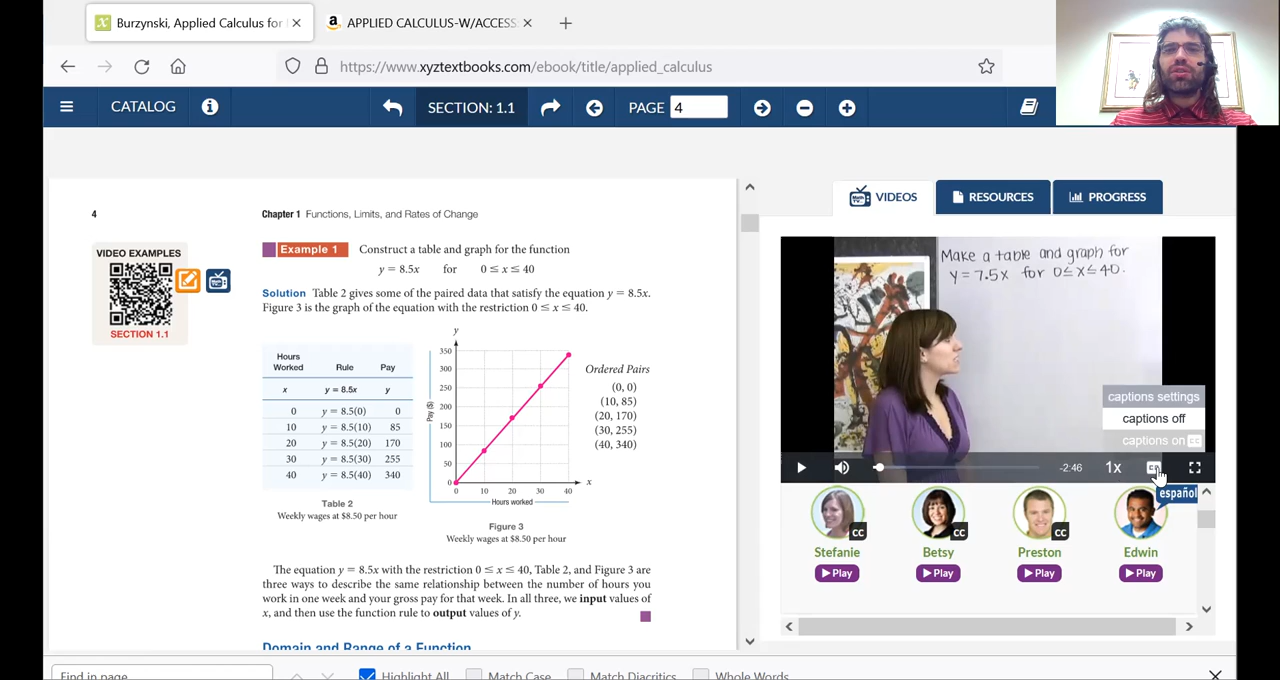 Burzynski, Applied Calculus for
APPLIED CALCULUS-W/ACCESS
https://www.xyztextbooks.com/ebook/title/applied_calculus
CATALOG
SECTION: 1.1
PAGE 4
VIDEOS
RESOURCES
PROGRESS
4
Chapter 1 Functions, Limits, and Rates of Change
VIDEO EXAMPLES
SECTION 1.1
Example 1 Construct a table and graph for the function
y = 8.5x for 0 ≤ x ≤ 40
Solution Table 2 gives some of the paired data that satisfy the equation y = 8.5x.
Figure 3 is the graph of the equation with the restriction 0 ≤ x ≤ 40.
Hours
Worked Rule Pay
x y = 8.5x y
0 y = 8.5(0) 0
10 y = 8.5(10) 85
20 y = 8.5(20) 170
30 y = 8.5(30) 255
40 y = 8.5(40) 340
Table 2
Weekly wages at $8.50 per hour
y
350
300
250
200
150
100
50
0
Pay ($)
0 10 20 30 40 x
Hours worked
Figure 3
Weekly wages at $8.50 per hour
Ordered Pairs
(0, 0)
(10, 85)
(20, 170)
(30, 255)
(40, 340)
The equation y = 8.5x with the restriction 0 ≤ x ≤ 40, Table 2, and Figure 3 are
three ways to describe the same relationship between the number of hours you
work in one week and your gross pay for that week. In all three, we input values of
x, and then use the function rule to output values of y.
Domain and Range of a Function
Make a table and graph for
y = 7.5x for 0 ≤ x ≤ 40.
captions settings
captions off
captions on CC
-2:46
1x
español
CC
CC
CC
Stefanie
Betsy
Preston
Edwin
Play
Play
Play
Play
Find in page
Highlight All
Match Case
Match Diacritics
Whole Words